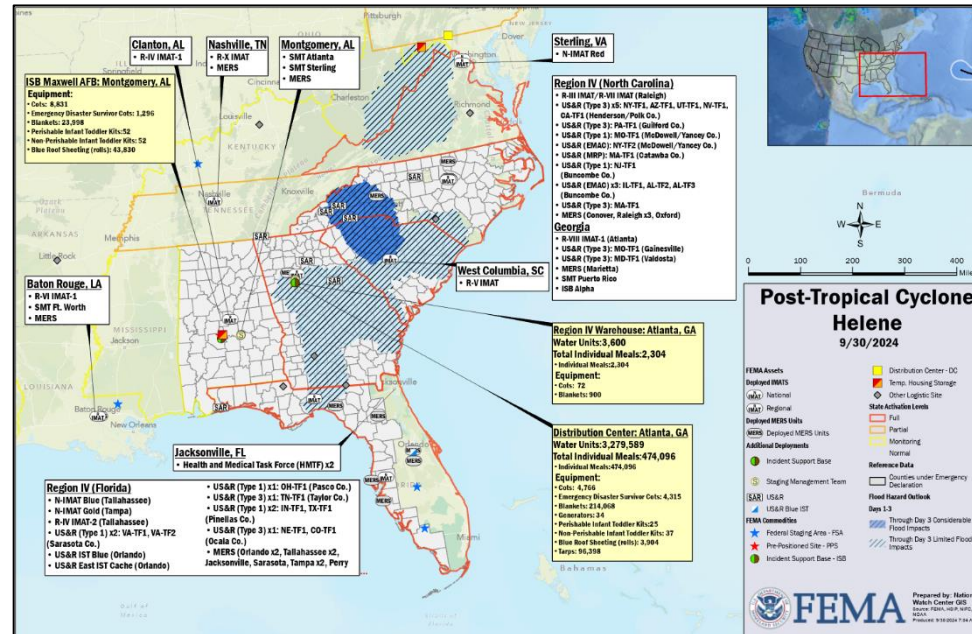 Clanton, AL
• R-IV IMAT-1
Nashville, TN
• R-X IMAT
• MERS
Montgomery, AL
• SMT Atlanta
• SMT Sterling
• MERS
Sterling, VA
• N-IMAT Red
ISB Maxwell AFB: Montgomery, AL
Equipment:
• Cots: 8,831
• Emergency Disaster Survivor Cots: 1,296
• Blankets: 23,998
• Perishable Infant Toddler Kits:52
• Non-Perishable Infant Toddler Kits: 52
• Blue Roof Sheeting (rolls): 43,830
Region IV (North Carolina)
• R-III IMAT/R-VII IMAT (Raleigh)
• US&R (Type 3) x5: NY-TF1, AZ-TF1, UT-TF1, NV-TF1,
CA-TF1 (Henderson/Polk Co.)
• US&R (Type 3): PA-TF1 (Guilford Co.)
• US&R (Type 1): MO-TF1 (McDowell/Yancey Co.)
• US&R (EMAC): NY-TF2 (McDowell/Yancey Co.)
• US&R (MRP): MA-TF1 (Catawba Co.)
• US&R (Type 1): NJ-TF1
(Buncombe Co.)
• US&R (EMAC) x3: IL-TF1, AL-TF2, AL-TF3
(Buncombe Co.)
• US&R (Type 3): MA-TF1
• MERS (Conover, Raleigh x3, Oxford)
Georgia
• R-VIII IMAT-1 (Atlanta)
• US&R (Type 3): MO-TF1 (Gainesville)
• US&R (Type 3): MD-TF1 (Valdosta)
• MERS (Marietta)
• SMT Puerto Rico
• ISB Alpha
Baton Rouge, LA
• R-VI IMAT-1
• SMT Ft. Worth
• MERS
West Columbia, SC
• R-V IMAT
Region IV Warehouse: Atlanta, GA
Water Units:3,600
Total Individual Meals:2,304
• Individual Meals:2,304
Equipment:
• Cots: 72
• Blankets: 900
Distribution Center: Atlanta, GA
Water Units:3,279,589
Total Individual Meals:474,096
• Individual Meals:474,096
Equipment:
• Cots: 4,766
• Emergency Disaster Survivor Cots: 4,315
• Blankets: 214,068
• Generators: 34
• Perishable Infant Toddler Kits:25
• Non-Perishable Infant Toddler Kits: 37
• Blue Roof Sheeting (rolls): 3,904
• Tarps: 96,398
Jacksonville, FL
• Health and Medical Task Force (HMTF) x2
Region IV (Florida)
• N-IMAT Blue (Tallahassee)
• N-IMAT Gold (Tampa)
• R-IV IMAT-2 (Tallahassee)
• US&R (Type 1) x2: VA-TF1, VA-TF2
(Sarasota Co.)
• US&R IST Blue (Orlando)
• US&R East IST Cache (Orlando)
• US&R (Type 1) x1: OH-TF1 (Pasco Co.)
• US&R (Type 3) x1: TN-TF1 (Taylor Co.)
• US&R (Type 1) x2: IN-TF1, TX-TF1
(Pinellas Co.)
• US&R (Type 3) x1: NE-TF1, CO-TF1
(Ocala Co.)
• MERS (Orlando x2, Tallahassee x2,
Jacksonville, Sarasota, Tampa x2, Perry
Pittsburgh
OHIO
Dover
Cincinnati
Charleston
Richmond
Louisville
KENTUCKY
Nashville
TENNESSEE
Knoxville
ARKANSAS
Memphis
Little Rock
MISSISSIPPI
Jackson
LOUISIANA
Baton Rouge
New Orleans
Orlando
Miami
Bermuda
Bahamas
Gulf of
Mexico
N
W E
S
0 100 200 300 400
Post-Tropical Cyclone
Helene
9/30/2024
FEMA Assets
Deployed IMATS
National
Regional
Deployed MERS Units
Deployed MERS Units
Additional Deployments
Incident Support Base
Staging Management Team
US&R
US&R Blue IST
FEMA Commodities
Federal Staging Area - FSA
Pre-Positioned Site - PPS
Incident Support Base - ISB
Distribution Center - DC
Temp. Housing Storage
Other Logistic Site
State Activation Levels
Full
Partial
Monitoring
Normal
Reference Data
Counties under Emergency
Declaration
Flood Hazard Outlook
Days 1-3
Through Day 3 Considerable
Flood Impacts
Through Day 3 Limited Flood
Impacts
FEMA
Prepared by: Nation
Watch Center GIS